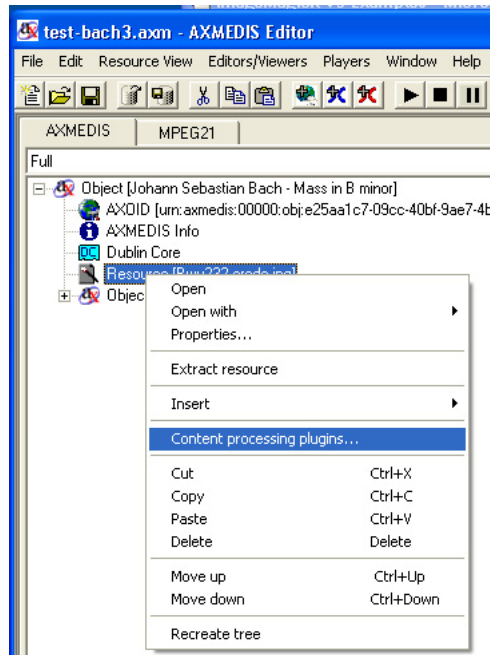 test-bach3.axm - AXMEDIS Editor
File Edit Resource View Editors/Viewers Players Window Help
AXMEDIS MPEG21
Full
Object [Johann Sebastian Bach - Mass in B minor]
AXOID [urn:axmedis:00000:obj:e25aa1c7-09cc-40bf-9ae7-4b
AXMEDIS Info
Dublin Core
Resource [Bwv232 credo.jpg]
Objec
Open
Open with
Properties...
Extract resource
Insert
Content processing plugins...
Cut Ctrl+X
Copy Ctrl+C
Paste Ctrl+V
Delete Delete
Move up Ctrl+Up
Move down Ctrl+Down
Recreate tree